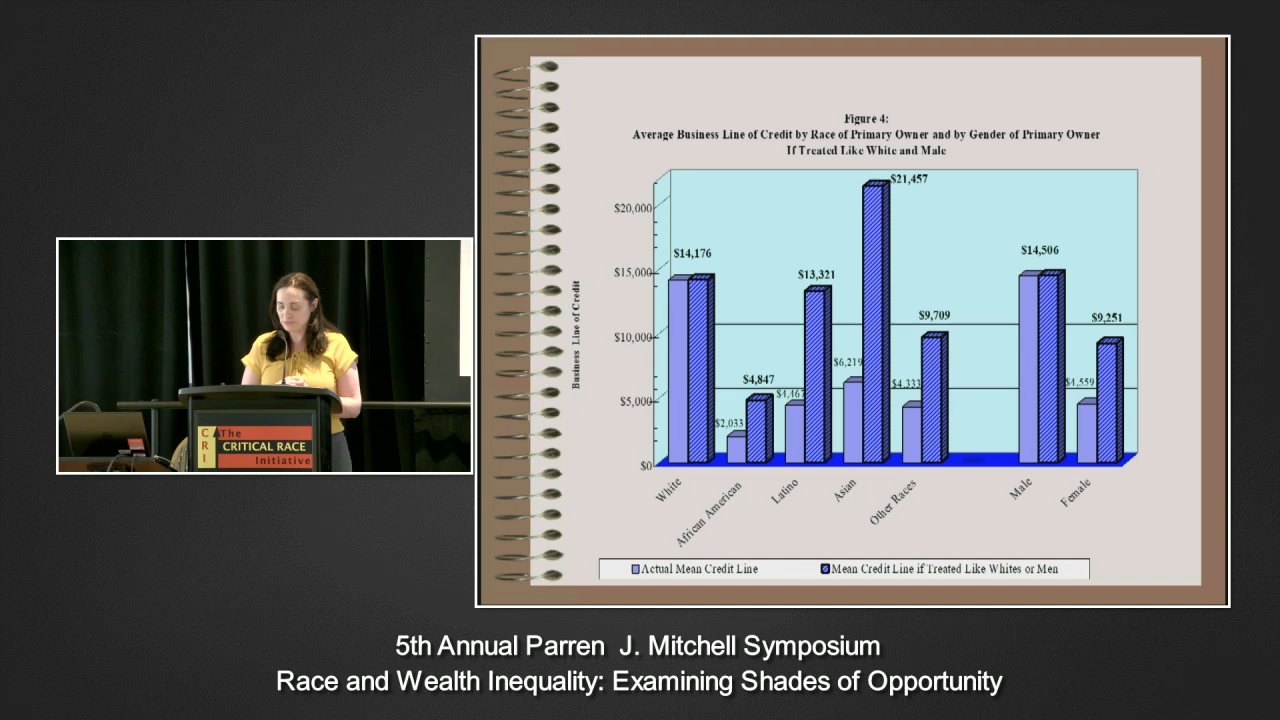 Figure 4:
Average Business Line of Credit by Race of Primary Owner and by Gender of Primary Owner
If Treated Like White and Male
Business Line of Credit
$20,000
$15,000
$10,000
$5,000
$0
$14,176
$2,033
$4,847
$4,467
$13,321
$6,219
$21,457
$4,333
$9,709
$14,506
$4,559
$9,251
White
African American
Latino
Asian
Other Races
Male
Female
Actual Mean Credit Line
Mean Credit Line if Treated Like Whites or Men
CRI
The
CRITICAL RACE
Initiative
5th Annual Parren J. Mitchell Symposium
Race and Wealth Inequality: Examining Shades of Opportunity